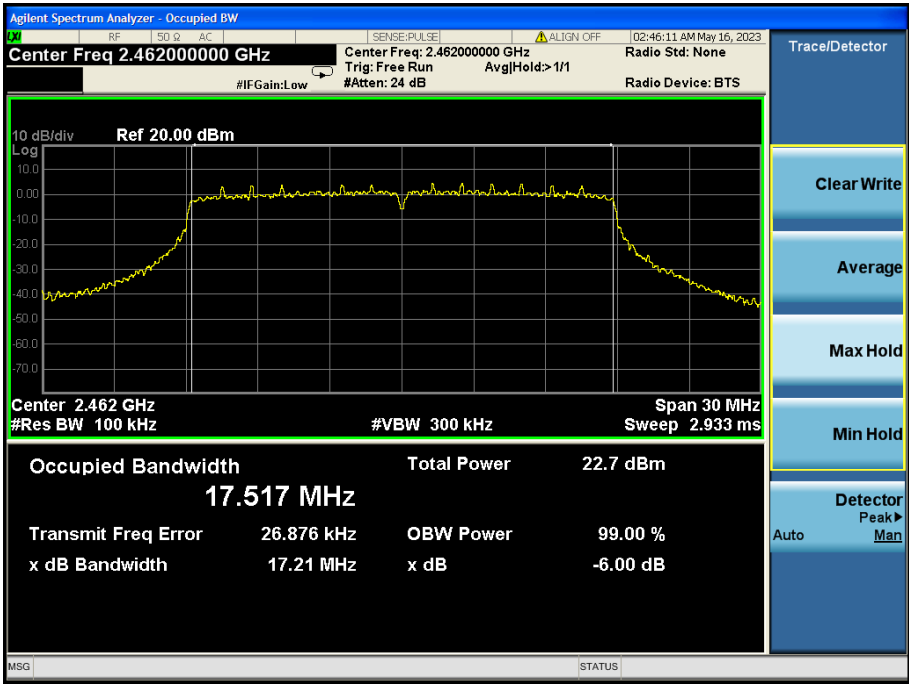 Agilent Spectrum Analyzer - Occupied BW
LXI RF 50 Ω AC SENSE:PULSE ALIGN OFF 02:46:11 AM May 16, 2023
Center Freq 2.462000000 GHz
Center Freq: 2.462000000 GHz
Radio Std: None
Trig: Free Run Avg|Hold:>1/1
#IFGain:Low
#Atten: 24 dB
Radio Device: BTS
10 dB/div Ref 20.00 dBm
Log
10.0
0.00
-10.0
-20.0
-30.0
-40.0
-50.0
-60.0
-70.0
Center 2.462 GHz
Span 30 MHz
#Res BW 100 kHz
#VBW 300 kHz
Sweep 2.933 ms
Occupied Bandwidth
17.517 MHz
Total Power 22.7 dBm
Transmit Freq Error 26.876 kHz
OBW Power 99.00 %
x dB Bandwidth 17.21 MHz
x dB -6.00 dB
MSG
STATUS
Trace/Detector
Clear Write
Average
Max Hold
Min Hold
Detector
Peak▶
Auto Man